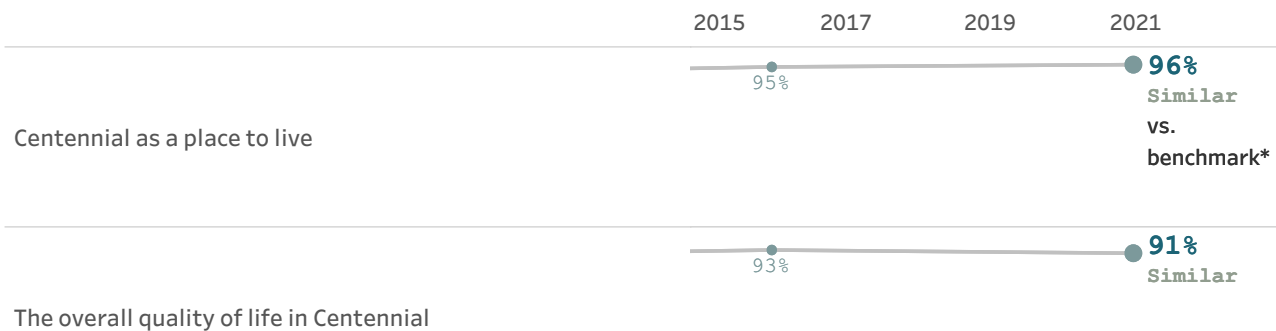 2015 2017 2019 2021
96%
95%
Similar
vs.
benchmark*
Centennial as a place to live
91%
93%
Similar
The overall quality of life in Centennial